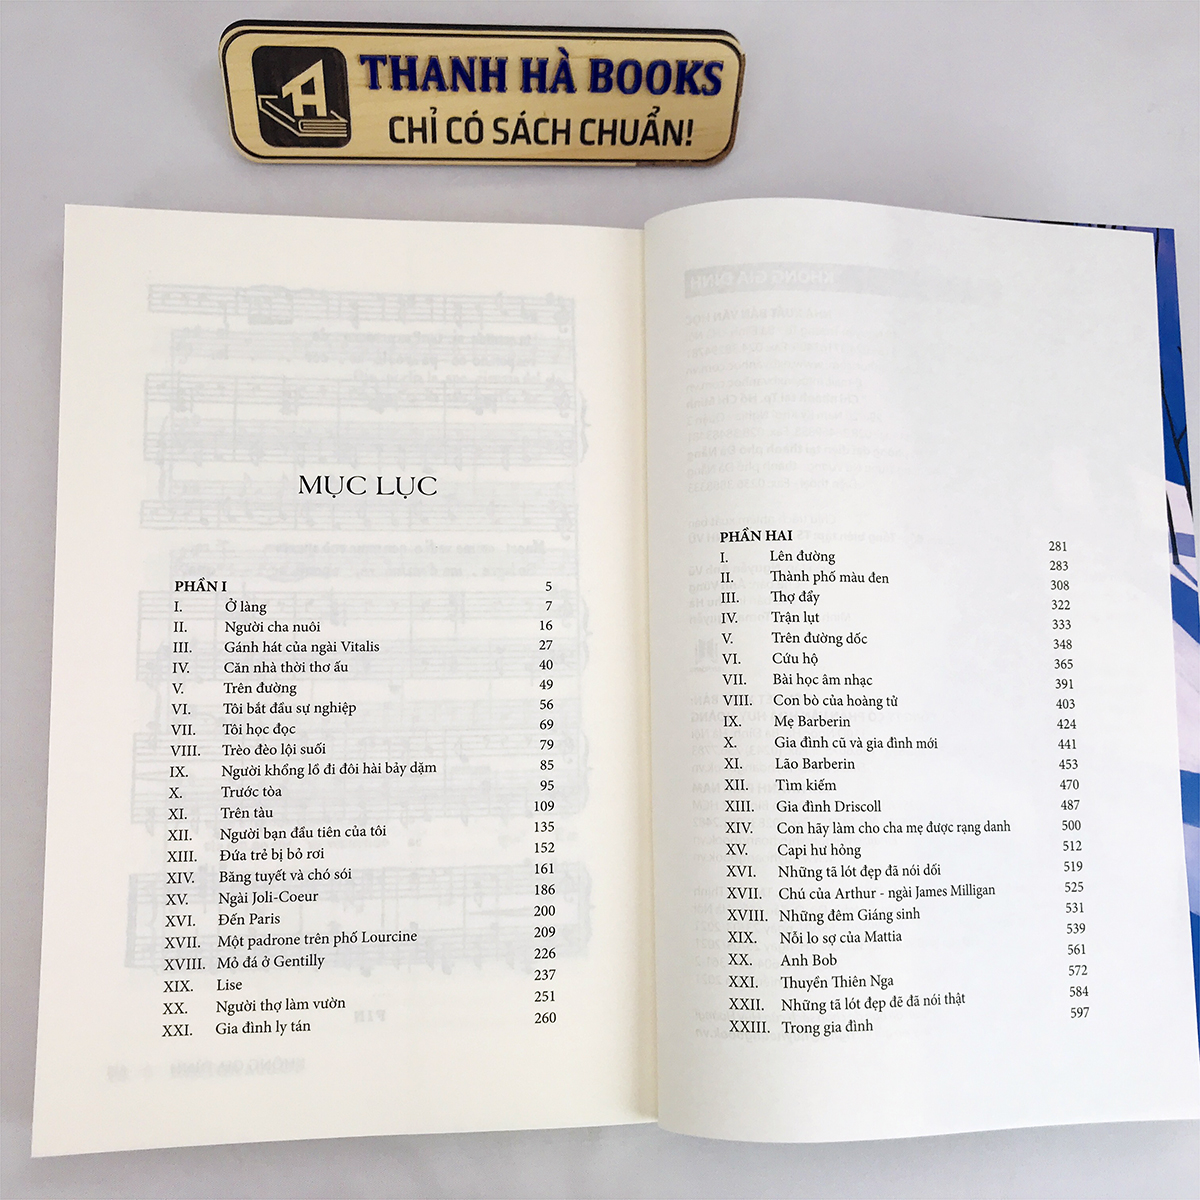 THANH HÀ BOOKS
CHỈ CÓ SÁCH CHUẨN!
MỤC LỤC
PHẦN I 5
I. Ở làng 7
II. Người cha nuôi 16
III. Gánh hát của ngài Vitalis 27
IV. Căn nhà thời thơ ấu 40
V. Trên đường 49
VI. Tôi bắt đầu sự nghiệp 56
VII. Tôi học đọc 69
VIII. Trèo đèo lội suối 79
IX. Người khổng lồ đi đôi hài bảy dặm 85
X. Trước tòa 95
XI. Trên tàu 109
XII. Người bạn đầu tiên của tôi 135
XIII. Đứa trẻ bị bỏ rơi 152
XIV. Băng tuyết và chó sói 161
XV. Ngài Joli-Coeur 186
XVI. Đến Paris 200
XVII. Một padrone trên phố Lourcine 209
XVIII. Mỏ đá ở Gentilly 226
XIX. Lise 237
XX. Người thợ làm vườn 251
XXI. Gia đình ly tán 260
PHẦN HAI 281
I. Lên đường 283
II. Thành phố màu đen 308
III. Thợ đẩy 322
IV. Trận lụt 333
V. Trên đường dốc 348
VI. Cứu hộ 365
VII. Bài học âm nhạc 391
VIII. Con bò của hoàng tử 403
IX. Mẹ Barberin 424
X. Gia đình cũ và gia đình mới 441
XI. Lão Barberin 453
XII. Tìm kiếm 470
XIII. Gia đình Driscoll 487
XIV. Con hãy làm cho cha mẹ được rạng danh 500
XV. Capi hư hỏng 512
XVI. Những tã lót đẹp đã nói dối 519
XVII. Chú của Arthur - ngài James Milligan 525
XVIII. Những đêm Giáng sinh 531
XIX. Nỗi lo sợ của Mattia 539
XX. Anh Bob 561
XXI. Thuyền Thiên Nga 572
XXII. Những tã lót đẹp đẽ đã nói thật 584
XXIII. Trong gia đình 597